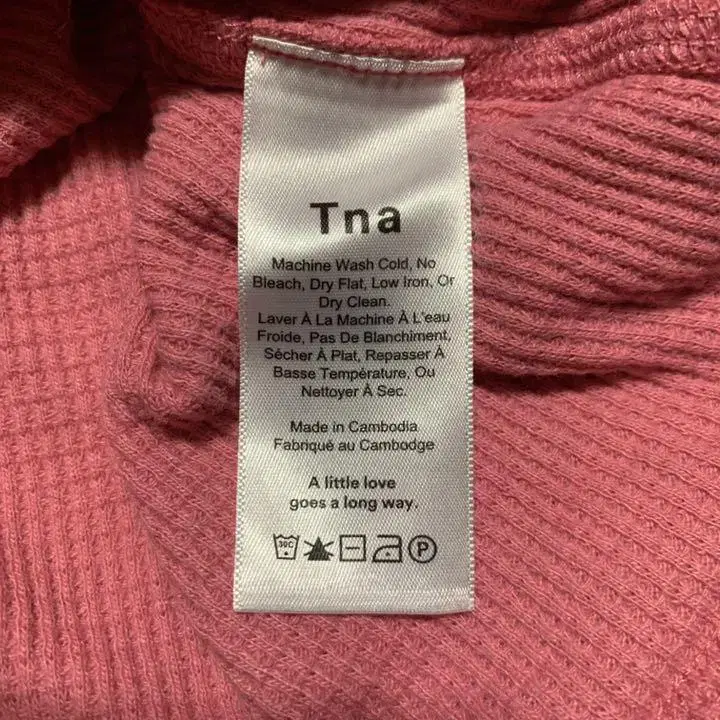 Tna
Machine Wash Cold, No
Bleach, Dry Flat, Low Iron, Or
Dry Clean.
Laver À La Machine À L'eau
Froide, Pas De Blanchiment,
Sécher À Plat, Repasser À
Basse Température, Ou
Nettoyer À Sec.
Made in Cambodia
Fabriqué au Cambodge
A little love
goes a long way.
30C P